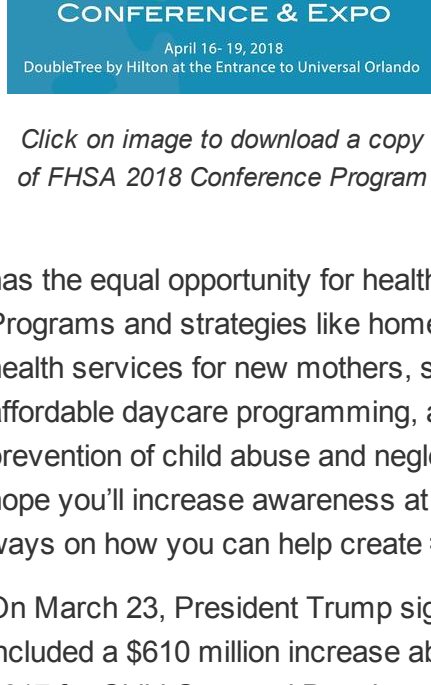 CONFERENCE & EXPO
April 16- 19, 2018
DoubleTree by Hilton at the Entrance to Universal Orlando
Click on image to download a copy
of FHSA 2018 Conference Program
has the equal opportunity for healt
Programs and strategies like home
health services for new mothers, s
affordable daycare programming, a
prevention of child abuse and negle
hope you’ll increase awareness at
ways on how you can help create
On March 23, President Trump sig
included a $610 million increase ab